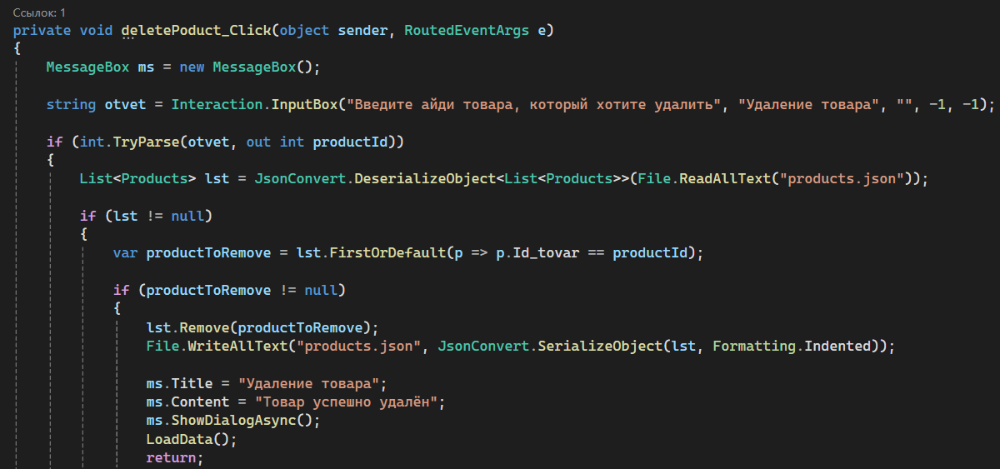 Ссылок: 1
private void deletePoduct_Click(object sender, RoutedEventArgs e)
{
MessageBox ms = new MessageBox();
string otvet = Interaction.InputBox("Введите айди товара, который хотите удалить", "Удаление товара", "", -1, -1);
if (int.TryParse(otvet, out int productId))
{
List<Products> lst = JsonConvert.DeserializeObject<List<Products>>(File.ReadAllText("products.json"));
if (lst != null)
{
var productToRemove = lst.FirstOrDefault(p => p.Id_tovar == productId);
if (productToRemove != null)
{
lst.Remove(productToRemove);
File.WriteAllText("products.json", JsonConvert.SerializeObject(lst, Formatting.Indented));
ms.Title = "Удаление товара";
ms.Content = "Товар успешно удалён";
ms.ShowDialogAsync();
LoadData();
return;